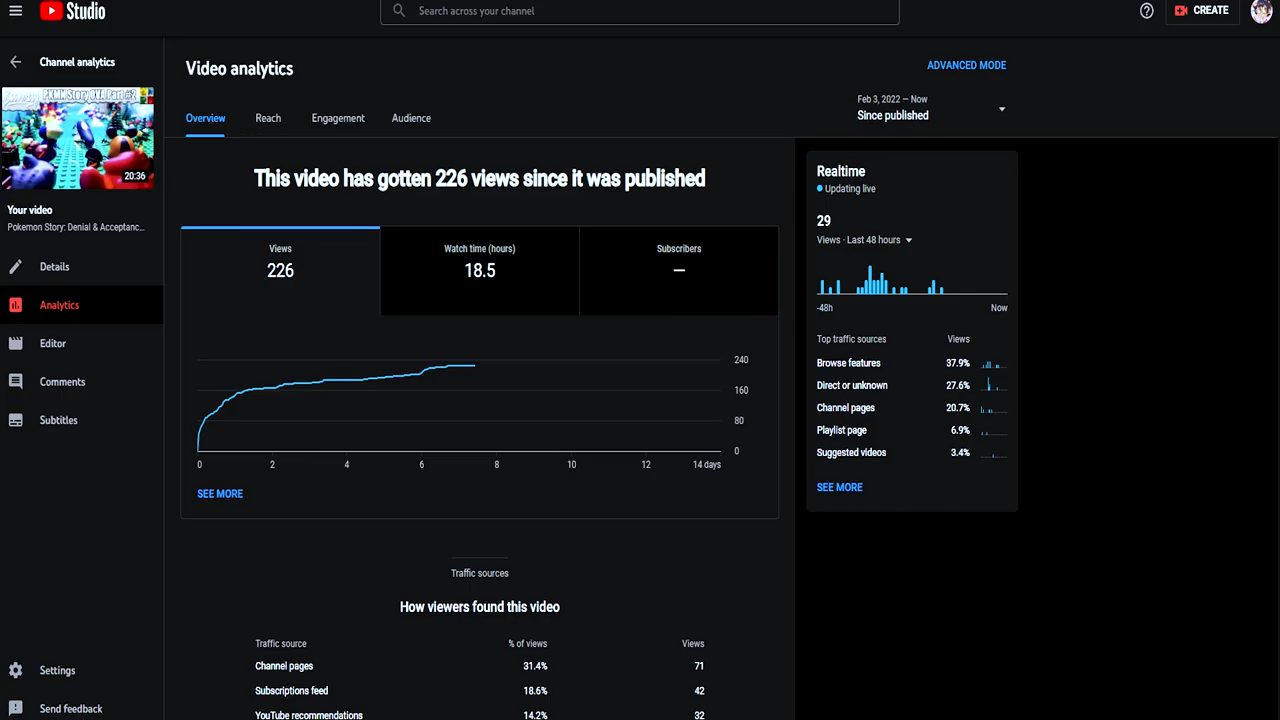 Studio
Search across your channel
CREATE
Channel analytics
PKMN Story BVA Part #2
20:36
Your video
Pokemon Story: Denial & Acceptanc...
Details
Analytics
Editor
Comments
Subtitles
Settings
Send feedback
Video analytics
ADVANCED MODE
Overview
Reach
Engagement
Audience
Feb 3, 2022 – Now
Since published
This video has gotten 226 views since it was published
Views
226
Watch time (hours)
18.5
Subscribers
—
240
160
80
0
0 2 4 6 8 10 12 14 days
SEE MORE
Traffic sources
How viewers found this video
Traffic source % of views Views
Channel pages 31.4% 71
Subscriptions feed 18.6% 42
YouTube recommendations 14.2% 32
Realtime
Updating live
29
Views · Last 48 hours
-48h Now
Top traffic sources Views
Browse features 37.9%
Direct or unknown 27.6%
Channel pages 20.7%
Playlist page 6.9%
Suggested videos 3.4%
SEE MORE